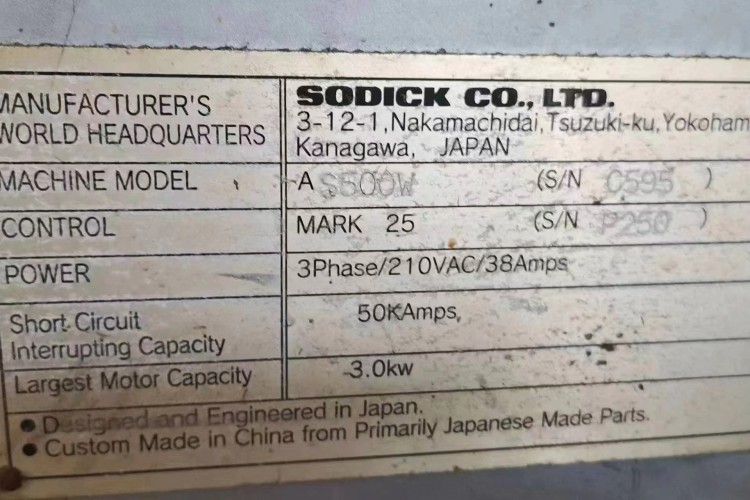 MANUFACTURER'S
WORLD HEADQUARTERS
SODICK CO., LTD.
3-12-1, Nakamachidai, Tsuzuki-ku, Yokoham
Kanagawa, JAPAN
MACHINE MODEL
A S500W (S/N C595 )
CONTROL
MARK 25 (S/N P250 )
POWER
3Phase/210VAC/38Amps
Short Circuit
Interrupting Capacity
50KAmps,
Largest Motor Capacity
3.0kw
● Designed and Engineered in Japan.
● Custom Made in China from Primarily Japanese Made Parts.